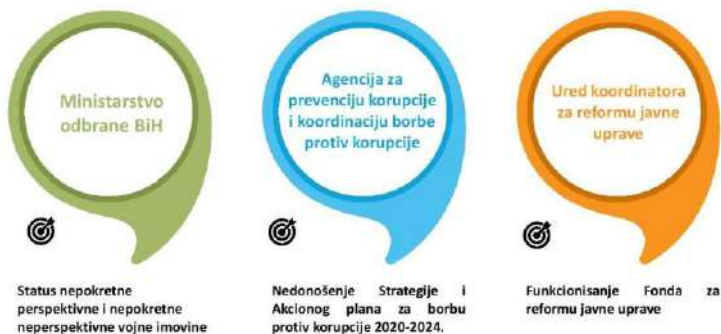 Ministarstvo
odbrane BiH
Agencija za
prevenciju korupcije
i koordinaciju borbe
protiv korupcije
Ured koordinatora
za reformu javne
uprave
Status nepokretne
perspektivne i nepokretne
neperspektivne vojne imovine
Nedonošenje Strategije i
Akcionog plana za borbu
protiv korupcije 2020-2024.
Funkcionisanje Fonda za
reformu javne uprave